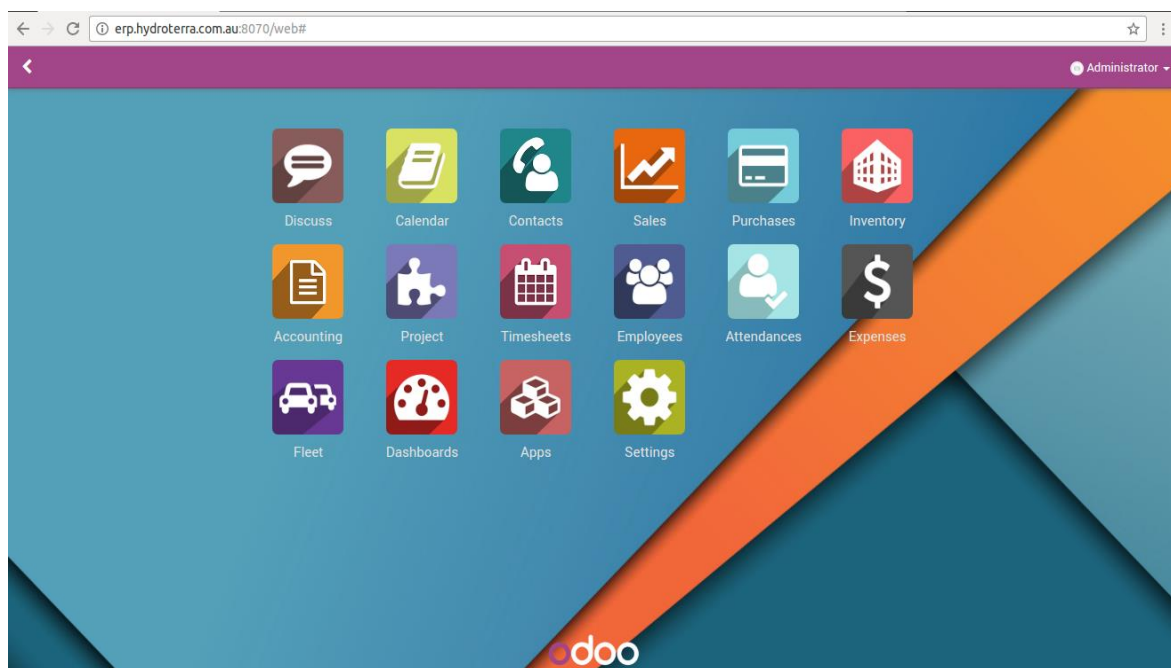 erp.hydroterra.com.au:8070/web#
Administrator
Discuss Calendar Contacts Sales Purchases Inventory
Accounting Project Timesheets Employees Attendances Expenses
Fleet Dashboards Apps Settings
odoo